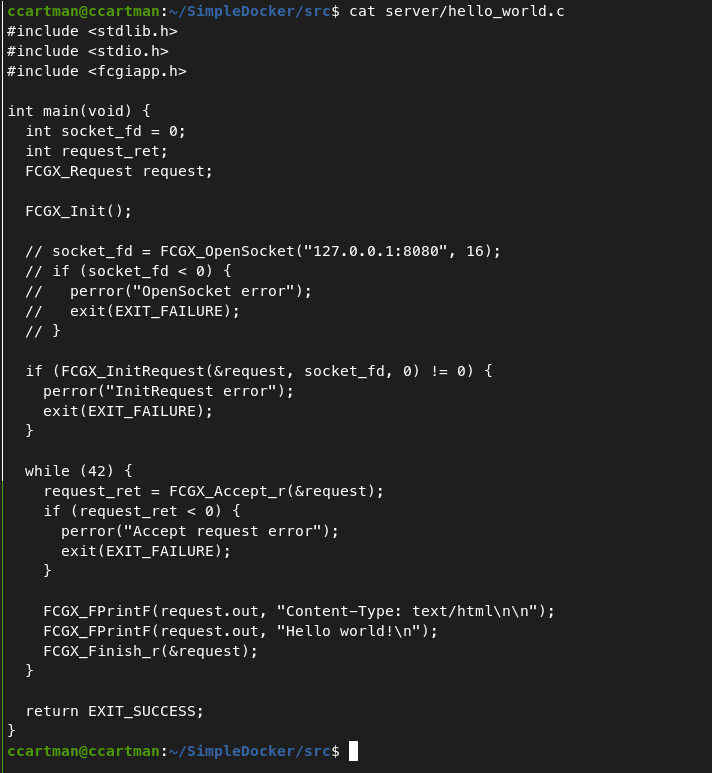 ccartman@ccartman:~/SimpleDocker/src$ cat server/hello_world.c
#include <stdlib.h>
#include <stdio.h>
#include <fcgiapp.h>

int main(void) {
  int socket_fd = 0;
  int request_ret;
  FCGX_Request request;

  FCGX_Init();

  // socket_fd = FCGX_OpenSocket("127.0.0.1:8080", 16);
  // if (socket_fd < 0) {
  //   perror("OpenSocket error");
  //   exit(EXIT_FAILURE);
  // }

  if (FCGX_InitRequest(&request, socket_fd, 0) != 0) {
    perror("InitRequest error");
    exit(EXIT_FAILURE);
  }

  while (42) {
    request_ret = FCGX_Accept_r(&request);
    if (request_ret < 0) {
      perror("Accept request error");
      exit(EXIT_FAILURE);
    }

    FCGX_FPrintF(request.out, "Content-Type: text/html\n\n");
    FCGX_FPrintF(request.out, "Hello world!\n");
    FCGX_Finish_r(&request);
  }

  return EXIT_SUCCESS;
}
ccartman@ccartman:~/SimpleDocker/src$